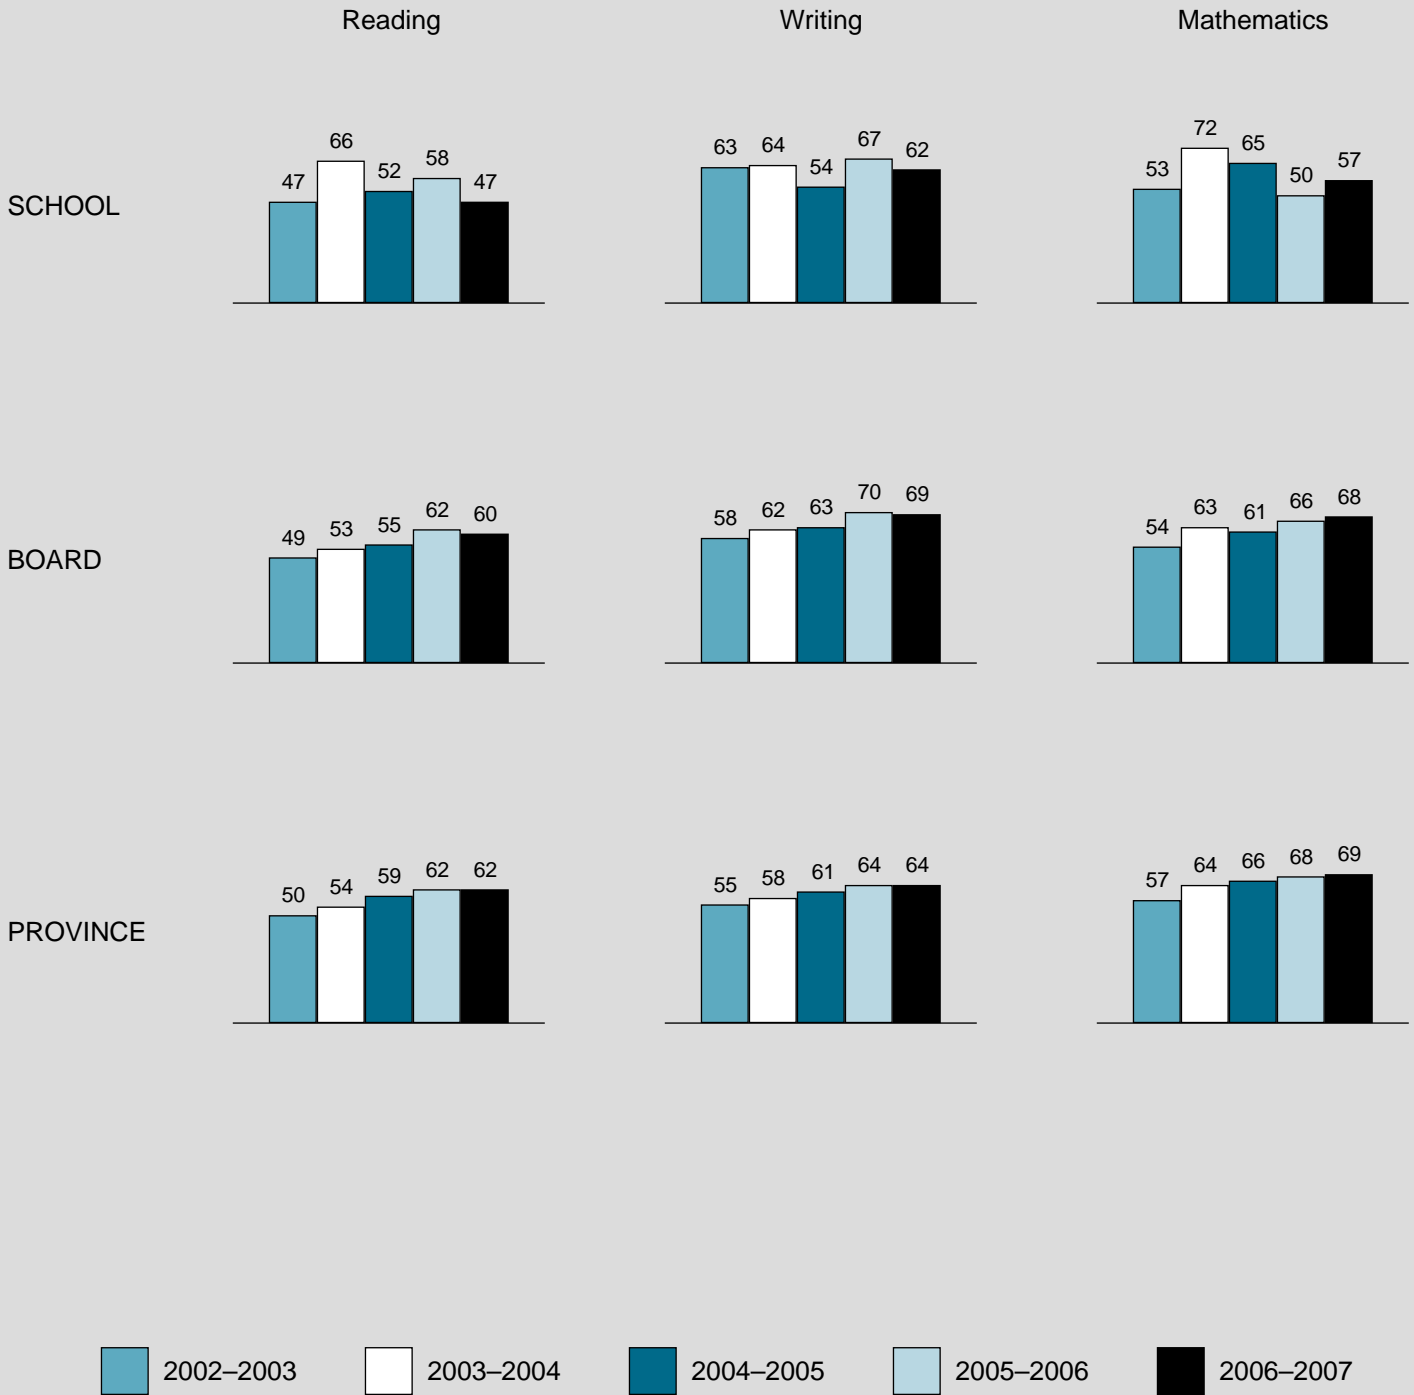 Reading Writing Mathematics
SCHOOL
47 66 52 58 47
63 64 54 67 62
53 72 65 50 57
BOARD
49 53 55 62 60
58 62 63 70 69
54 63 61 66 68
PROVINCE
50 54 59 62 62
55 58 61 64 64
57 64 66 68 69
2002–2003 2003–2004 2004–2005 2005–2006 2006–2007